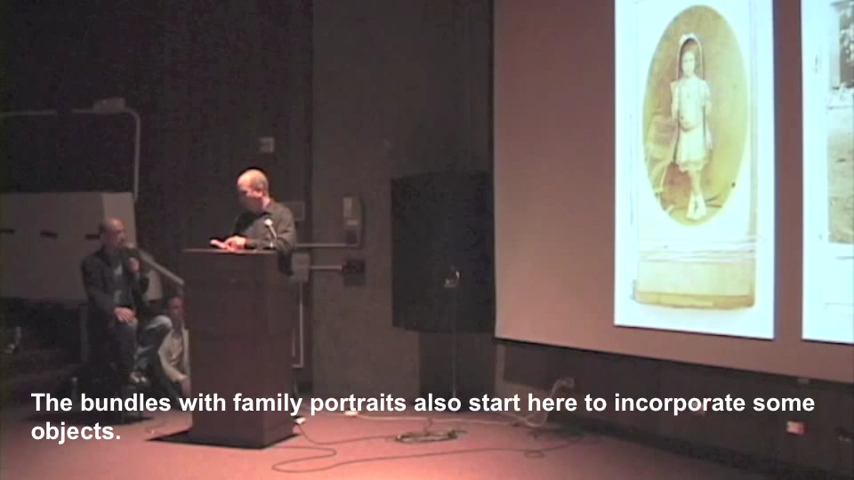 The bundles with family portraits also start here to incorporate some
objects.